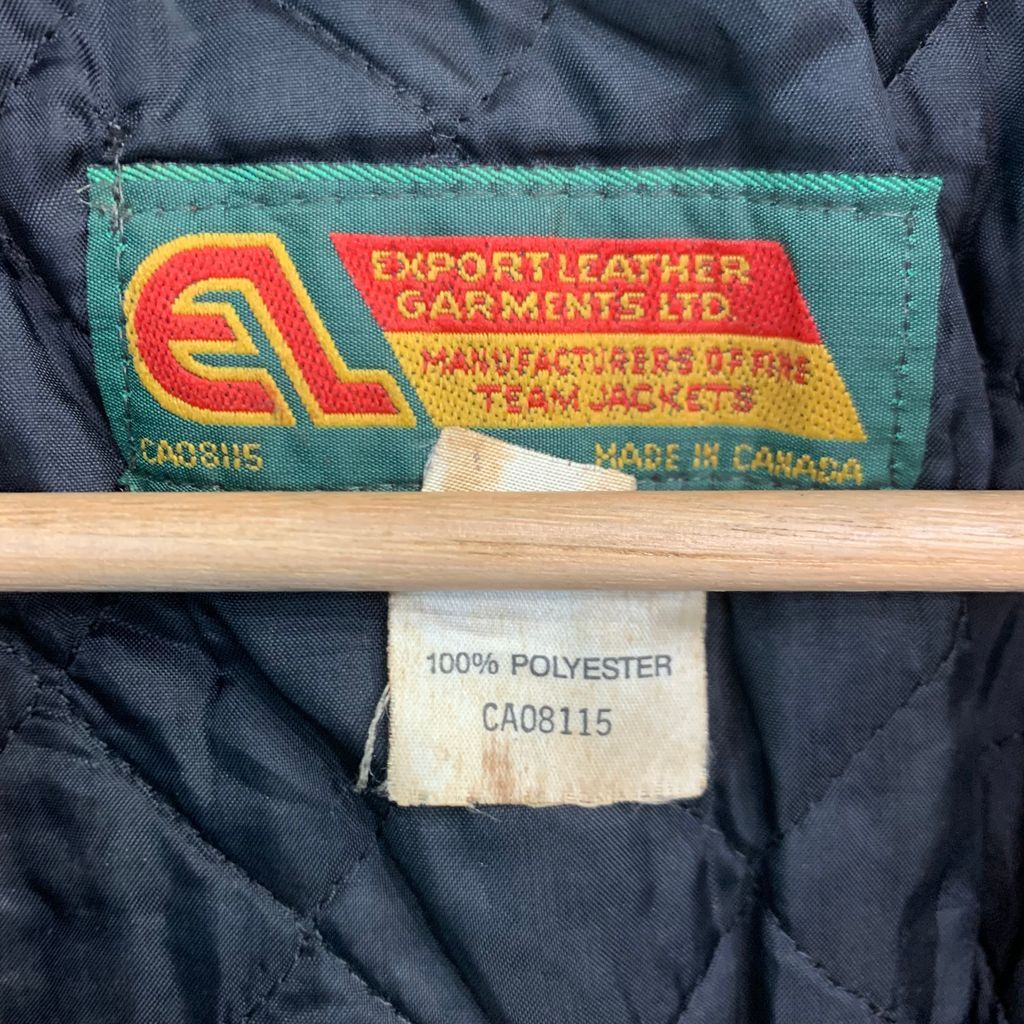 EL
EXPORT LEATHER
GARMENTS LTD.
MANUFACTURERS OF FINE
TEAM JACKETS
CA08115
MADE IN CANADA
100% POLYESTER
CA08115